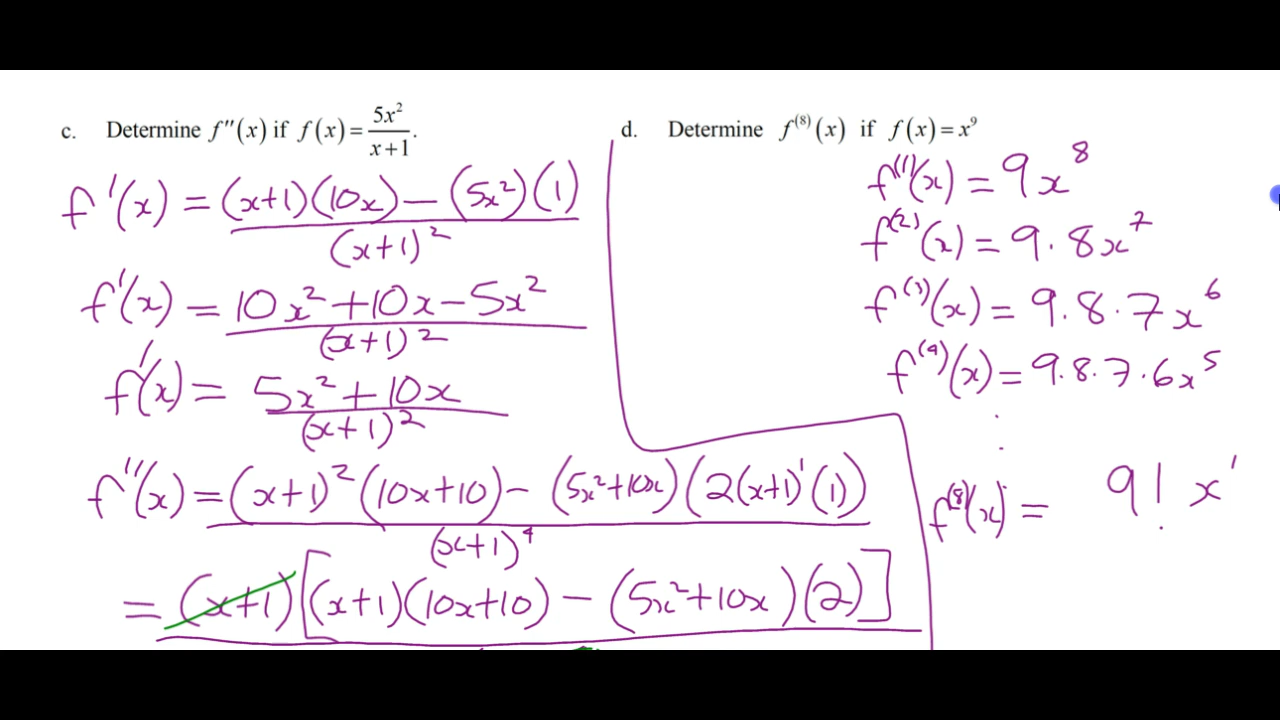 c. Determine f″(x) if f(x) = 5x²/(x+1).
f'(x) = (x+1)(10x) − (5x²)(1) / (x+1)²
f'(x) = 10x² + 10x − 5x² / (x+1)²
f'(x) = 5x² + 10x / (x+1)²
f''(x) = (x+1)²(10x+10) − (5x²+10x)(2(x+1)¹(1)) / (x+1)⁴
= (x+1)[(x+1)(10x+10) − (5x²+10x)(2)]
d. Determine f⁽⁸⁾(x) if f(x) = x⁹
f⁽¹⁾(x) = 9x⁸
f⁽²⁾(x) = 9·8x⁷
f⁽³⁾(x) = 9·8·7x⁶
f⁽⁴⁾(x) = 9·8·7·6x⁵
f⁽⁸⁾(x) = 9! x¹